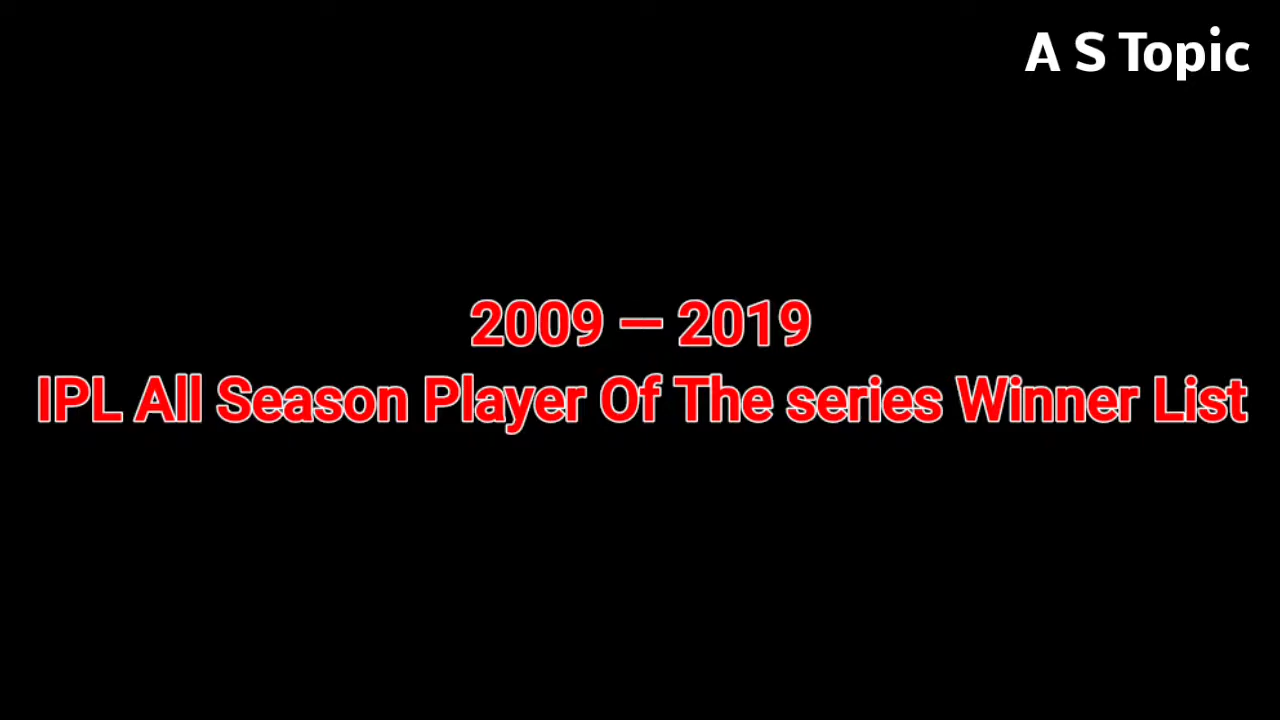 A S Topic
2009 — 2019
IPL All Season Player Of The series Winner List